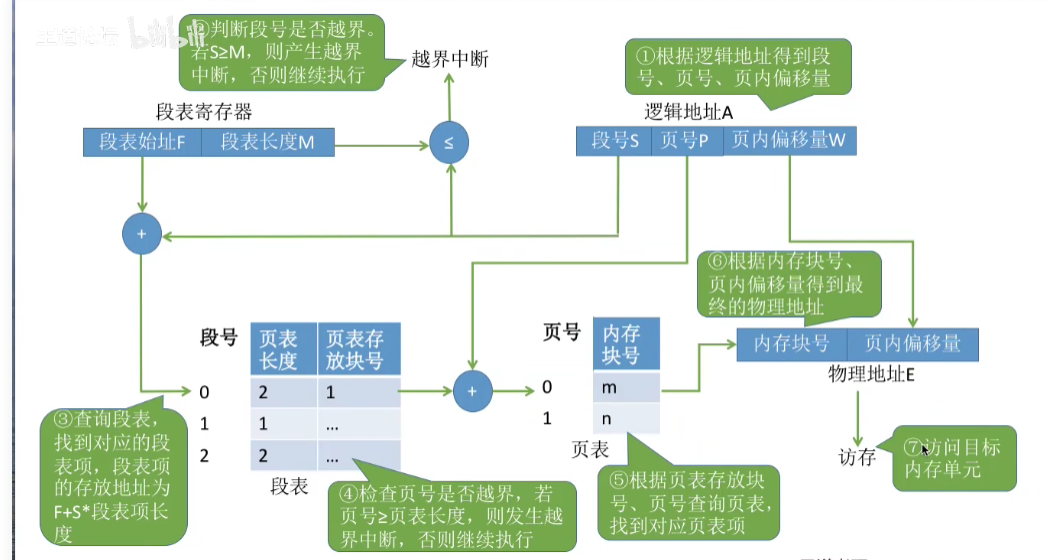 ②判断段号是否越界。
若S≥M，则产生越界
中断，否则继续执行
越界中断
①根据逻辑地址得到段
号、页号、页内偏移量
段表寄存器
逻辑地址A
段表始址F
段表长度M
≤
段号S
页号P
页内偏移量W
+
⑥根据内存块号、
页内偏移量得到最
终的物理地址
段号
页表
长度
页表存
放块号
页号
内存
块号
内存块号
页内偏移量
物理地址E
0
2
1
+
0
m
1
1
...
1
n
2
2
...
段表
页表
③查询段表，
找到对应的段
表项，段表项
的存放地址为
F+S*段表项长
度
④检查页号是否越界，若
页号≥页表长度，则发生越
界中断，否则继续执行
⑤根据页表存放块
号、页号查询页表，
找到对应页表项
访存
⑦访问目标
内存单元
bilibili